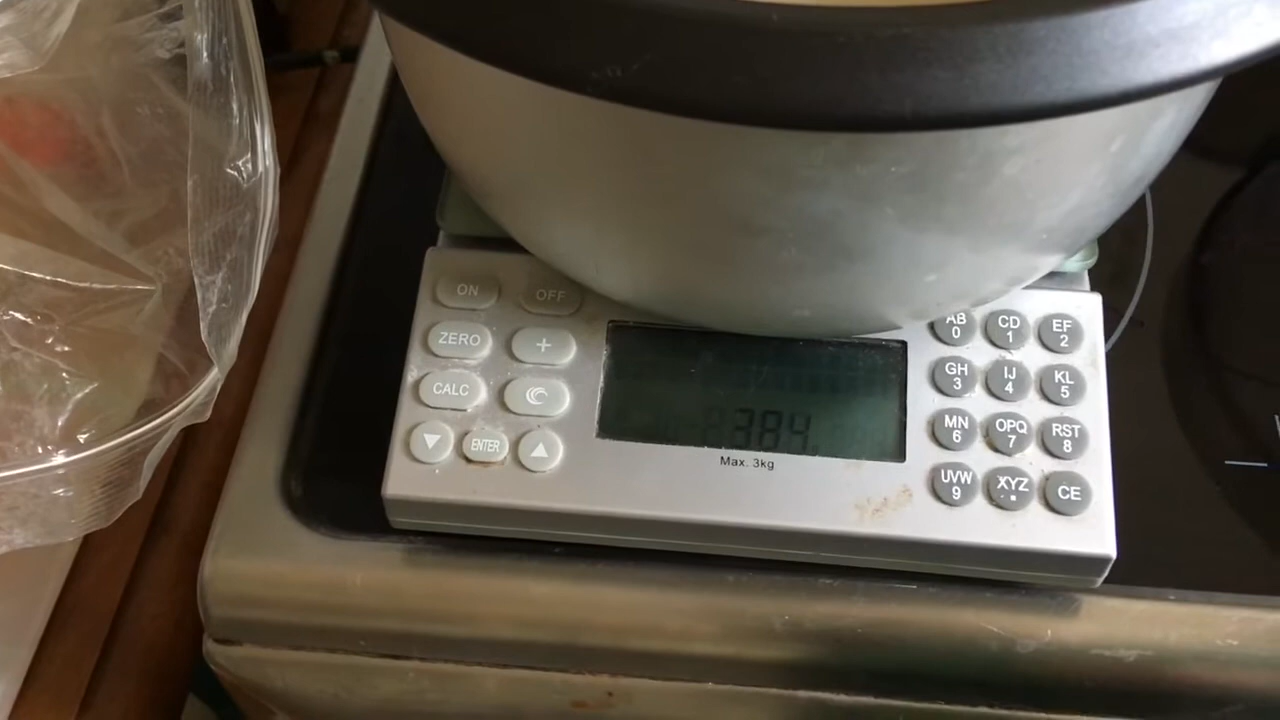 ON OFF
ZERO +
CALC
ENTER
384
Max. 3kg
AB CD EF
0 1 2
GH IJ KL
3 4 5
MN OPQ RST
6 7 8
UVW XYZ CE
9 .